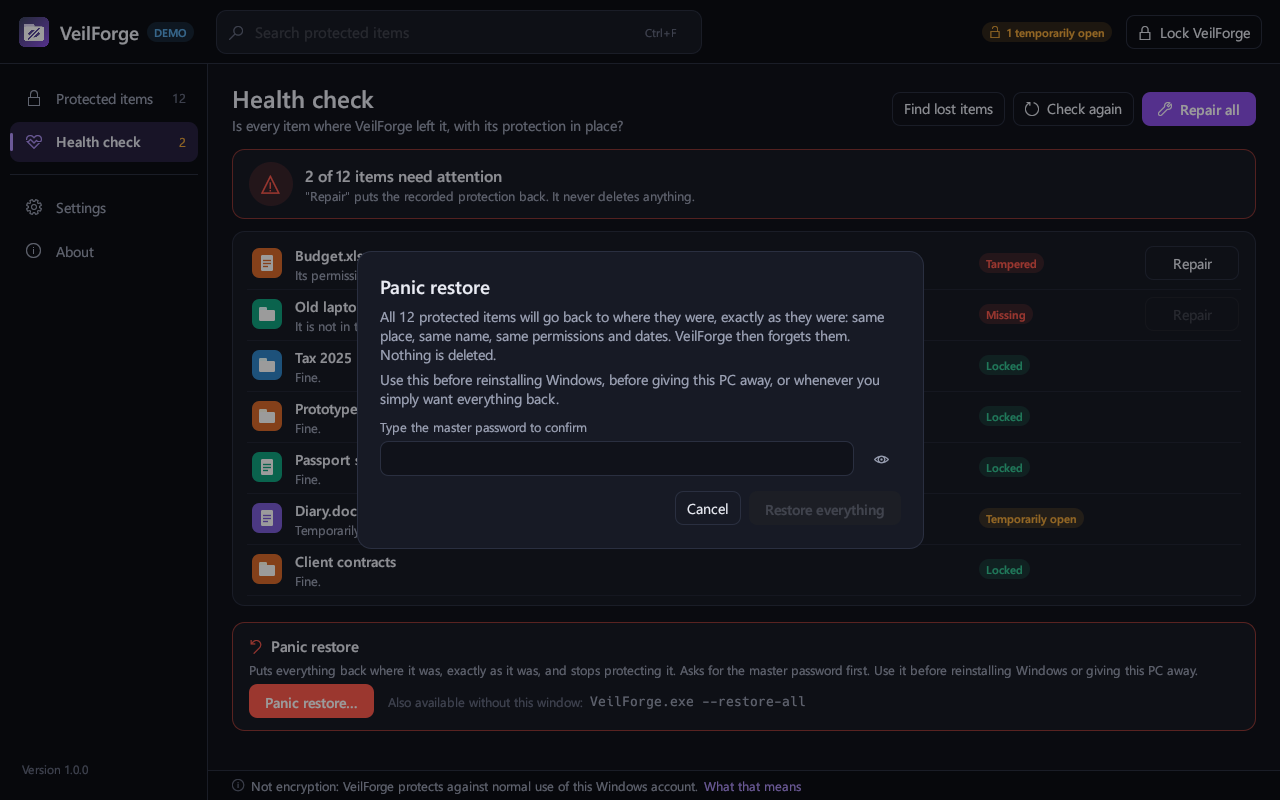 VeilForge DEMO
Search protected items Ctrl+F
1 temporarily open
Lock VeilForge
Protected items 12
Health check 2
Settings
About
Version 1.0.0
Health check
Is every item where VeilForge left it, with its protection in place?
Find lost items
Check again
Repair all
2 of 12 items need attention
"Repair" puts the recorded protection back. It never deletes anything.
Budget.xls
Its permissi
Tampered
Repair
Old lapto
It is not in t
Missing
Repair
Tax 2025
Fine.
Locked
Prototype
Fine.
Locked
Passport s
Fine.
Locked
Diary.doc
Temporarily
Temporarily open
Client contracts
Fine.
Locked
Panic restore
All 12 protected items will go back to where they were, exactly as they were: same
place, same name, same permissions and dates. VeilForge then forgets them.
Nothing is deleted.
Use this before reinstalling Windows, before giving this PC away, or whenever you
simply want everything back.
Type the master password to confirm
Cancel
Restore everything
Panic restore
Puts everything back where it was, exactly as it was, and stops protecting it. Asks for the master password first. Use it before reinstalling Windows or giving this PC away.
Panic restore...
Also available without this window: VeilForge.exe --restore-all
Not encryption: VeilForge protects against normal use of this Windows account. What that means